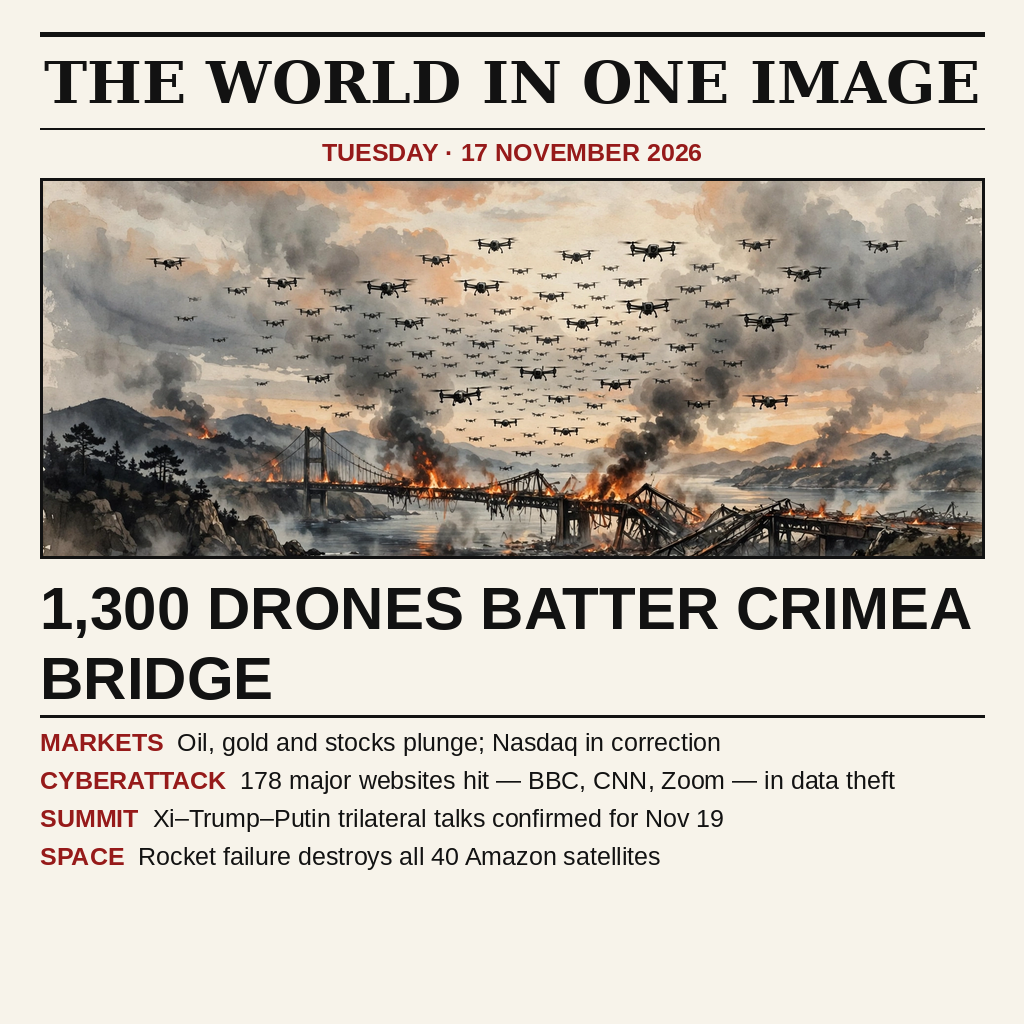 THE WORLD IN ONE IMAGE
TUESDAY · 17 NOVEMBER 2026
1,300 DRONES BATTER CRIMEA
BRIDGE
MARKETS Oil, gold and stocks plunge; Nasdaq in correction
CYBERATTACK 178 major websites hit — BBC, CNN, Zoom — in data theft
SUMMIT Xi–Trump–Putin trilateral talks confirmed for Nov 19
SPACE Rocket failure destroys all 40 Amazon satellites